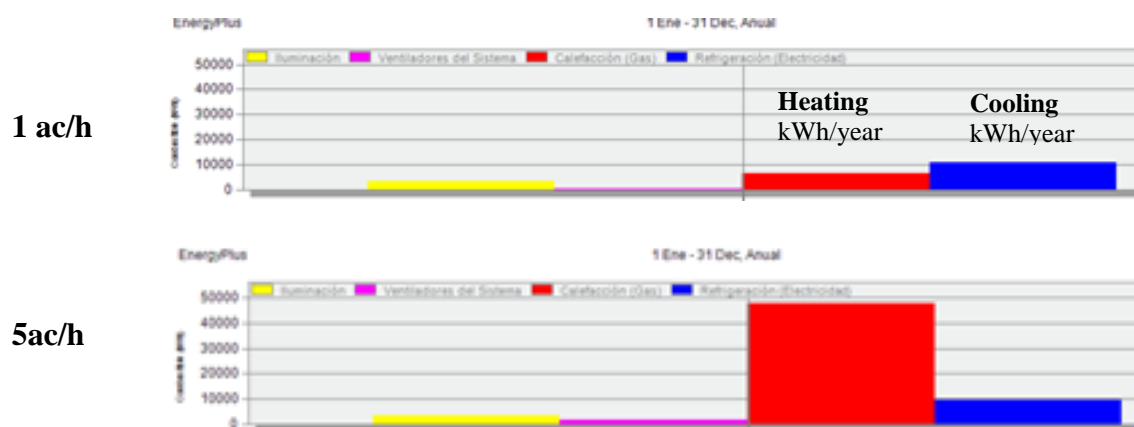 EnergyPlus 1 Ene - 31 Dec, Anual
Iluminación Ventiladores del Sistema Calefacción (Gas) Refrigeración (Electricidad)
50000
40000
30000
20000
10000
0
1 ac/h
Heating
kWh/year
Cooling
kWh/year
EnergyPlus 1 Ene - 31 Dec, Anual
Iluminación Ventiladores del Sistema Calefacción (Gas) Refrigeración (Electricidad)
50000
40000
30000
20000
10000
0
5ac/h